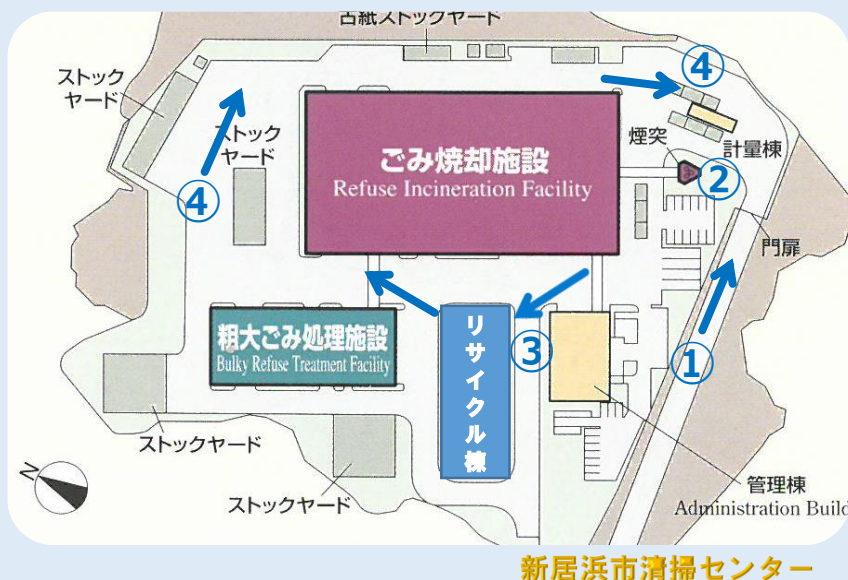 古紙ストックヤード
ストック
ヤード
④
ストック
ヤード
ごみ焼却施設
Refuse Incineration Facility
煙突
計量棟
②
④
門扉
粗大ごみ処理施設
Bulky Refuse Treatment Facility
リサイクル棟
③
①
ストックヤード
ストックヤード
管理棟
Administration Build
N
新居浜市清掃センター